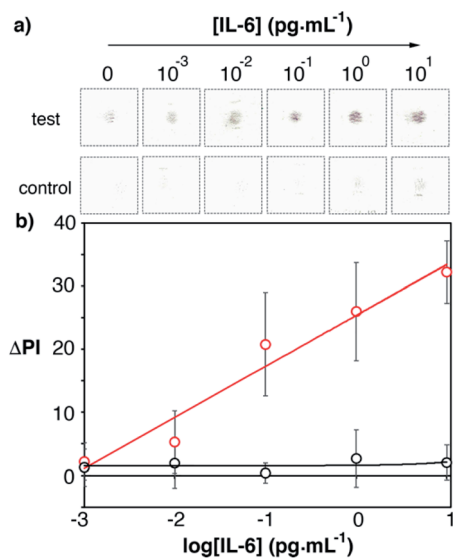 a) [IL-6] (pg·mL⁻¹)
0 10⁻³ 10⁻² 10⁻¹ 10⁰ 10¹
test
control
b)
40
30
ΔPI
20
10
0
-3 -2 -1 0 1
log[IL-6] (pg·mL⁻¹)